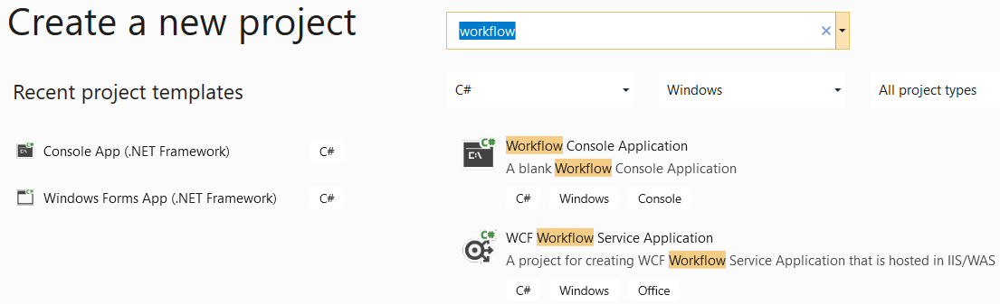 Create a new project
workflow
Recent project templates
C#
Windows
All project types
Console App (.NET Framework)
C#
Windows Forms App (.NET Framework)
C#
Workflow Console Application
A blank Workflow Console Application
C#
Windows
Console
WCF Workflow Service Application
A project for creating WCF Workflow Service Application that is hosted in IIS/WAS
C#
Windows
Office